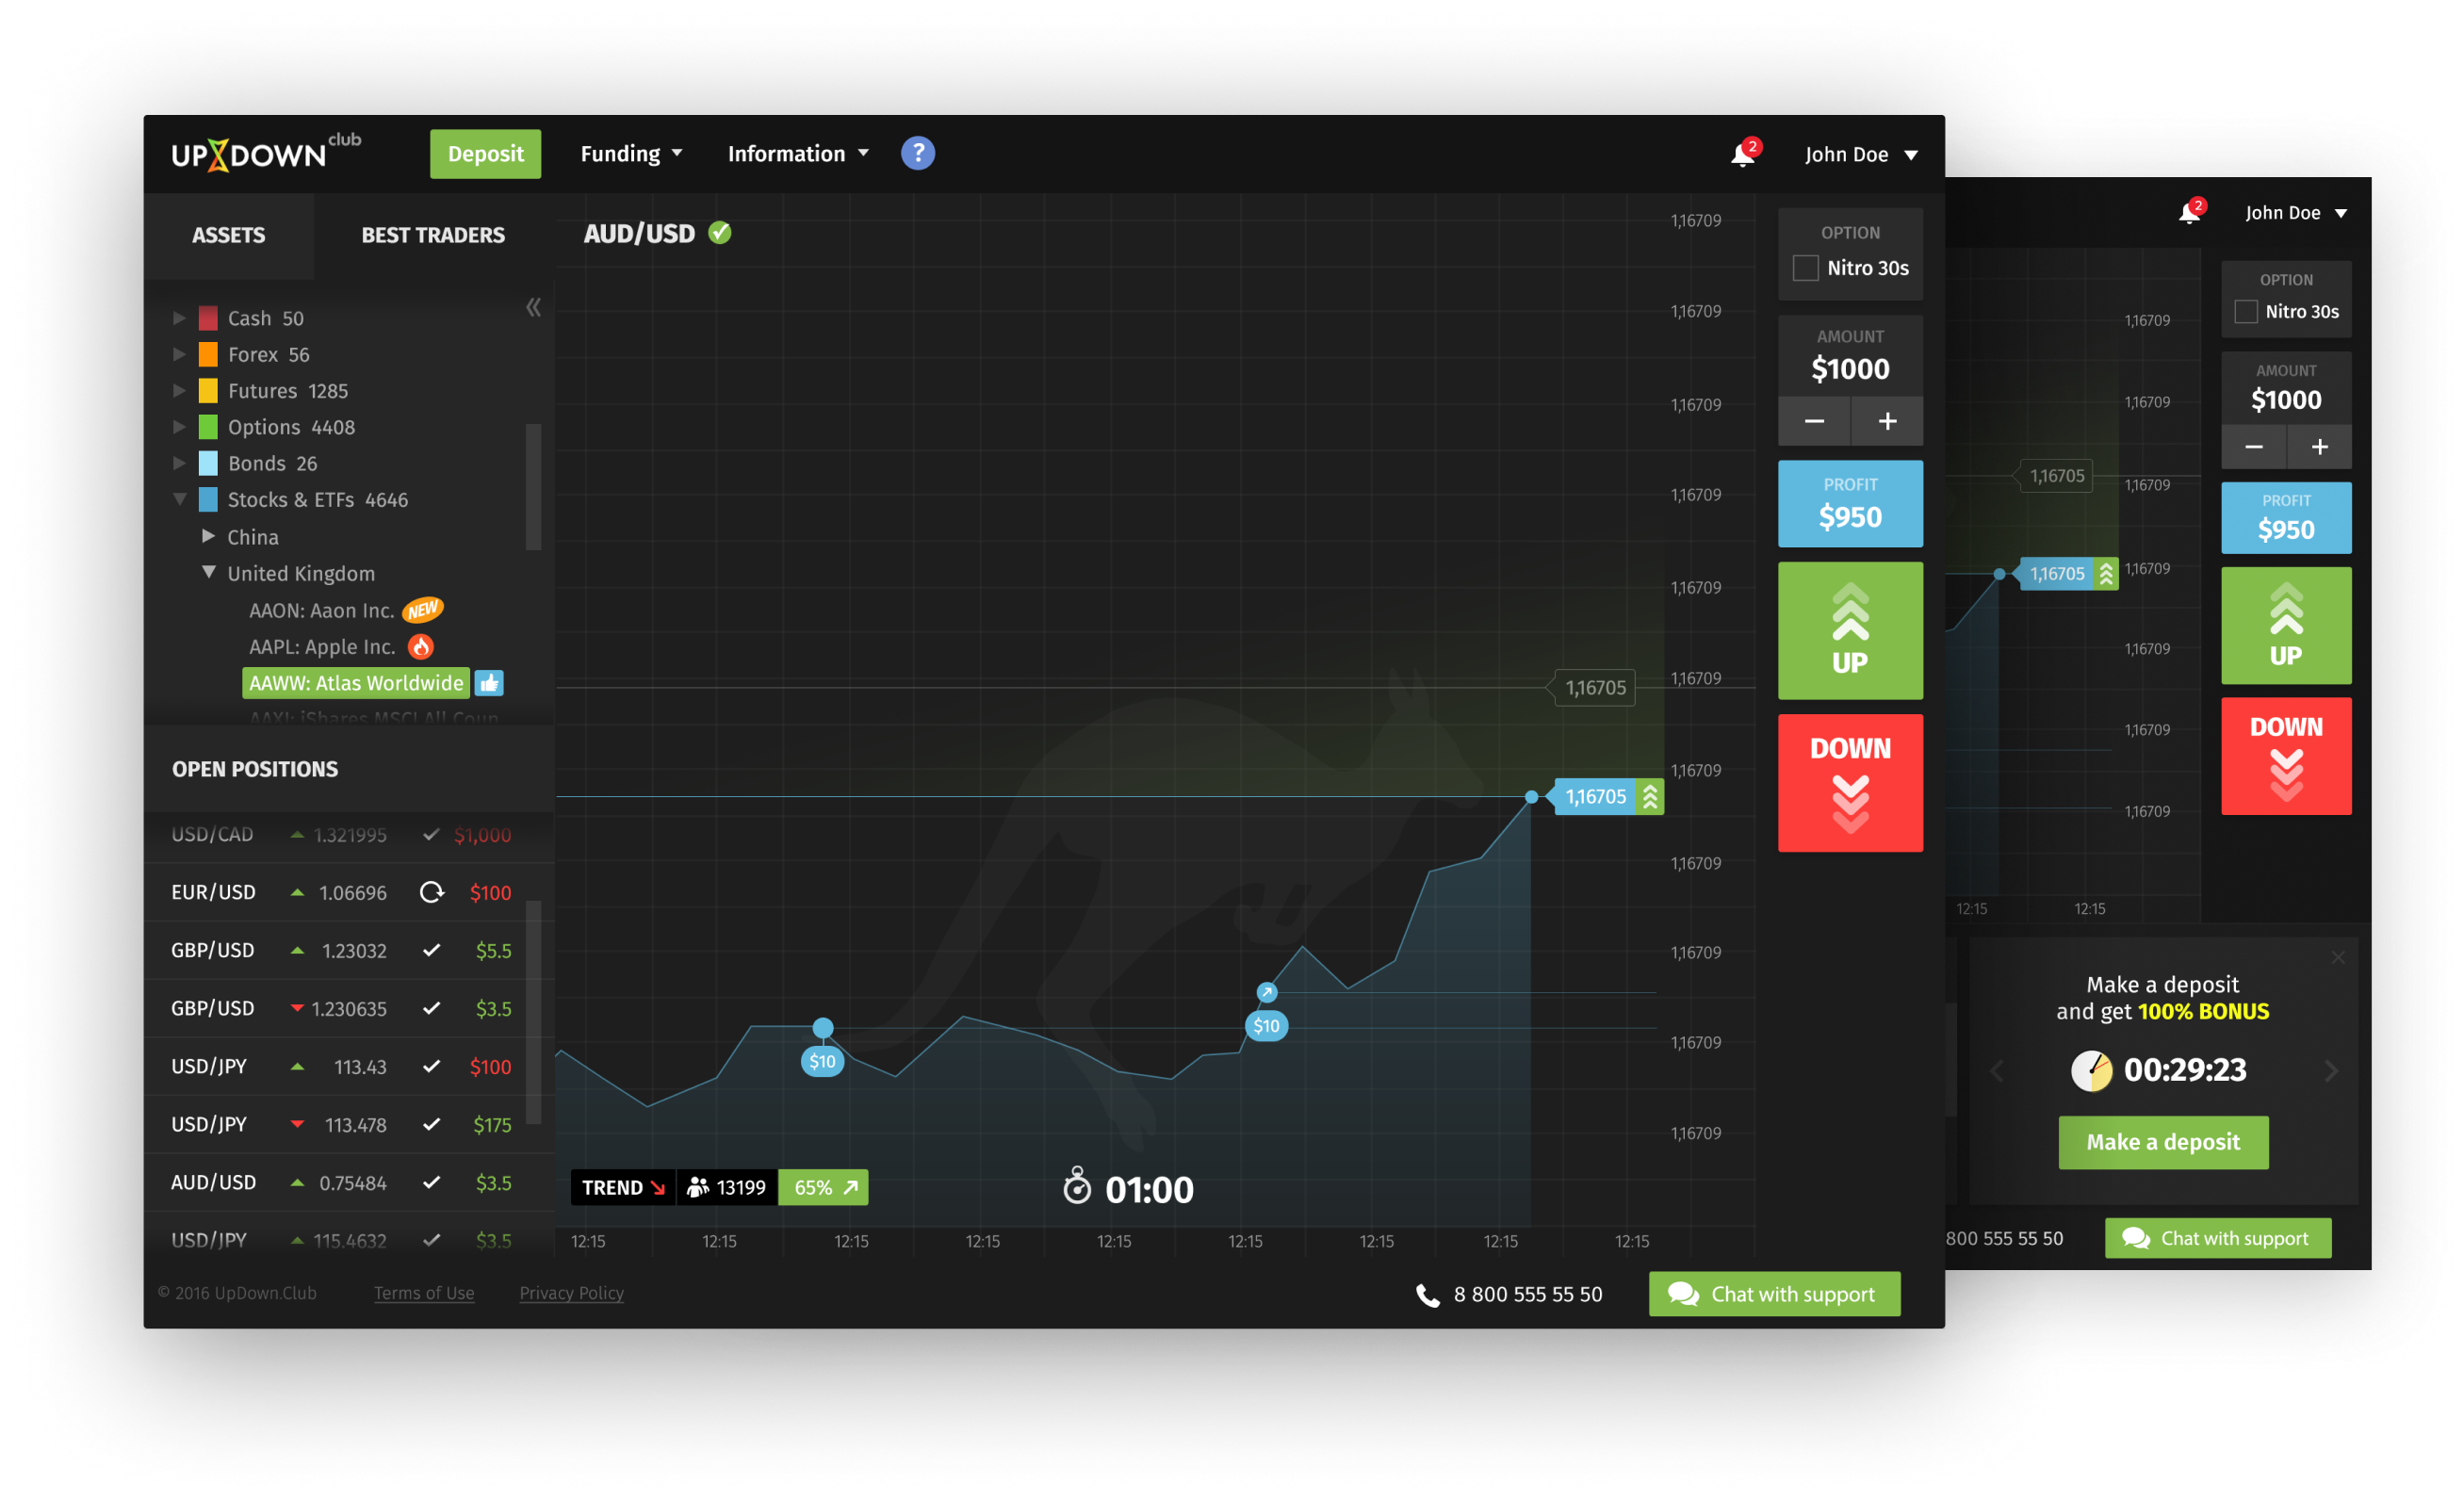 UPXDOWN club
Deposit
Funding
Information
?
2
John Doe
ASSETS
BEST TRADERS
Cash 50
Forex 56
Futures 1285
Options 4408
Bonds 26
Stocks & ETFs 4646
China
United Kingdom
AAON: Aaon Inc. NEW
AAPL: Apple Inc.
AAWW: Atlas Worldwide
AAXJ: iShares MSCI All Coun
OPEN POSITIONS
USD/CAD 1.321995 $1,000
EUR/USD 1.06696 $100
GBP/USD 1.23032 $5.5
GBP/USD 1.230635 $3.5
USD/JPY 113.43 $100
USD/JPY 113.478 $175
AUD/USD 0.75484 $3.5
USD/JPY 115.4632 $3.5
AUD/USD
1,16709
1,16709
1,16709
1,16709
1,16709
1,16705
1,16709
1,16709
1,16705
1,16709
1,16709
1,16709
1,16709
$10
$10
TREND 13199 65%
01:00
12:15 12:15 12:15 12:15 12:15 12:15 12:15 12:15 12:15
OPTION
Nitro 30s
AMOUNT
$1000
− +
PROFIT
$950
UP
DOWN
© 2016 UpDown.Club
Terms of Use
Privacy Policy
8 800 555 55 50
Chat with support
2
John Doe
1,16709
1,16709
1,16705
1,16709
1,16705
1,16709
1,16709
1,16709
1,16709
12:15 12:15
OPTION
Nitro 30s
AMOUNT
$1000
− +
PROFIT
$950
UP
DOWN
Make a deposit
and get 100% BONUS
00:29:23
Make a deposit
800 555 55 50
Chat with support